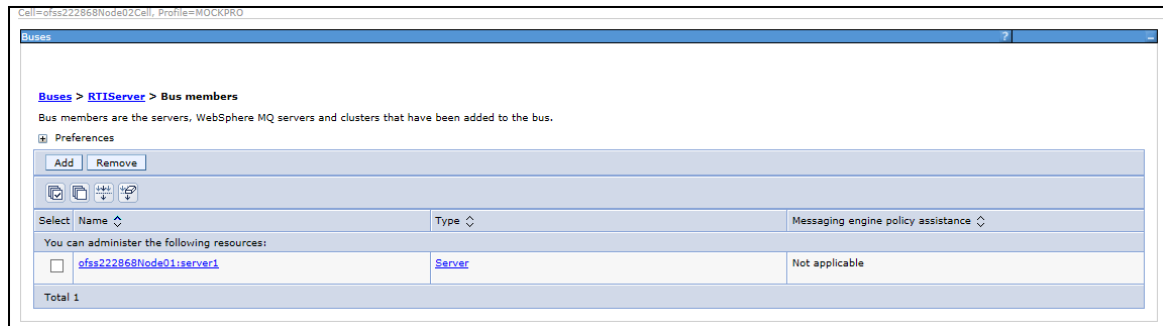 Cell=ofss222868Node02Cell, Profile=MOCKPRO
Buses ? _
Buses > RTIServer > Bus members
Bus members are the servers, WebSphere MQ servers and clusters that have been added to the bus.
Preferences
Add Remove
Select Name Type Messaging engine policy assistance
You can administer the following resources:
ofss222868Node01:server1 Server Not applicable
Total 1